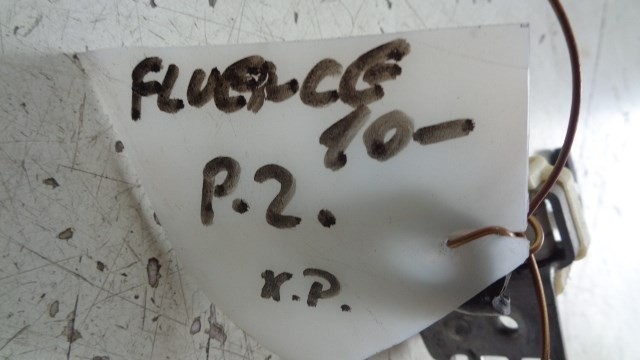 FLUENCE
10-
P.2.
K.P.